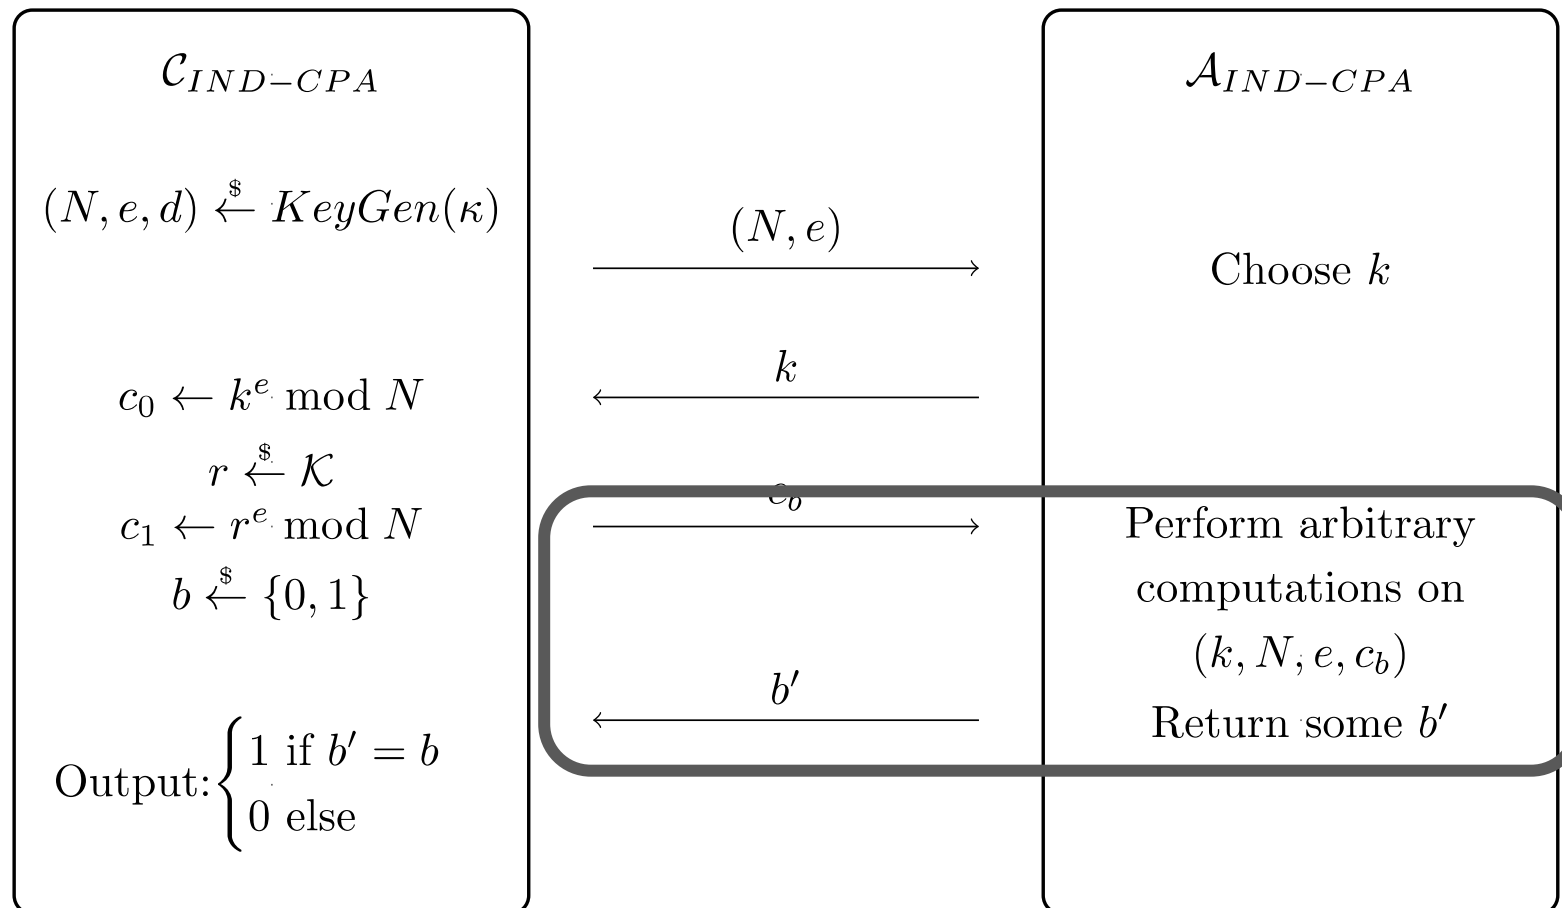 𝒞_{IND−CPA}
(N, e, d) ←$ KeyGen(κ)
c_0 ← k^e mod N
r ←$ 𝒦
c_1 ← r^e mod N
b ←$ {0, 1}
Output: { 1 if b′ = b
0 else
(N, e)
k
c_b
b′
𝒜_{IND−CPA}
Choose k
Perform arbitrary
computations on
(k, N, e, c_b)
Return some b′